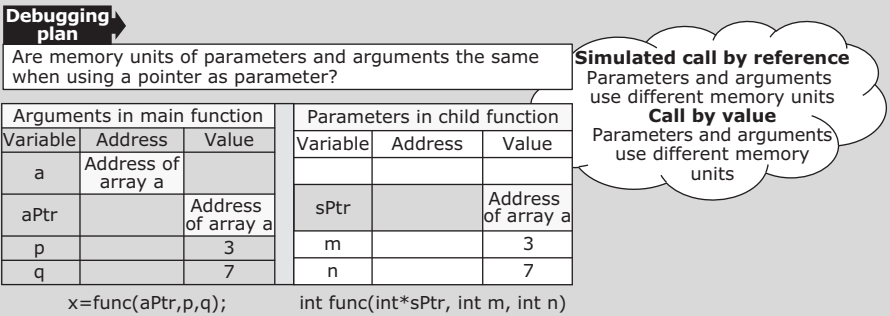 Debugging
plan
Are memory units of parameters and arguments the same
when using a pointer as parameter?
Simulated call by reference
Parameters and arguments
use different memory units
Call by value
Parameters and arguments
use different memory
units
Arguments in main function
Variable Address Value
a Address of array a
aPtr Address of array a
p 3
q 7
x=func(aPtr,p,q);
Parameters in child function
Variable Address Value
sPtr Address of array a
m 3
n 7
int func(int*sPtr, int m, int n)